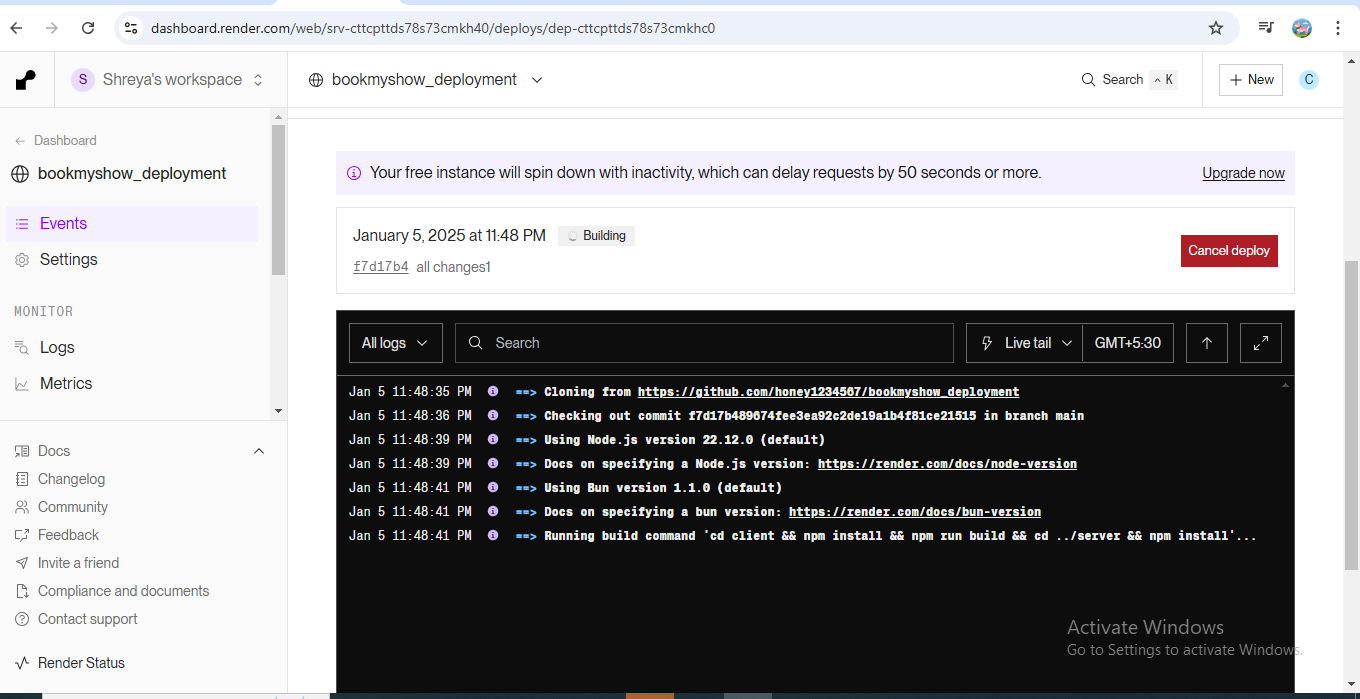 dashboard.render.com/web/srv-cttcpttds78s73cmkh40/deploys/dep-cttcpttds78s73cmkhc0
S Shreya's workspace
bookmyshow_deployment
Search ^ K
+ New
C
Dashboard
bookmyshow_deployment
Events
Settings
MONITOR
Logs
Metrics
Docs
Changelog
Community
Feedback
Invite a friend
Compliance and documents
Contact support
Render Status
Your free instance will spin down with inactivity, which can delay requests by 50 seconds or more. Upgrade now
January 5, 2025 at 11:48 PM Building
f7d17b4 all changes1
Cancel deploy
All logs Search Live tail GMT+5:30
Jan 5 11:48:35 PM ==> Cloning from https://github.com/honey1234567/bookmyshow_deployment
Jan 5 11:48:36 PM ==> Checking out commit f7d17b489674fee3ea92c2de19a1b4f81ce21515 in branch main
Jan 5 11:48:39 PM ==> Using Node.js version 22.12.0 (default)
Jan 5 11:48:39 PM ==> Docs on specifying a Node.js version: https://render.com/docs/node-version
Jan 5 11:48:41 PM ==> Using Bun version 1.1.0 (default)
Jan 5 11:48:41 PM ==> Docs on specifying a bun version: https://render.com/docs/bun-version
Jan 5 11:48:41 PM ==> Running build command 'cd client && npm install && npm run build && cd ../server && npm install'...
Activate Windows
Go to Settings to activate Windows.